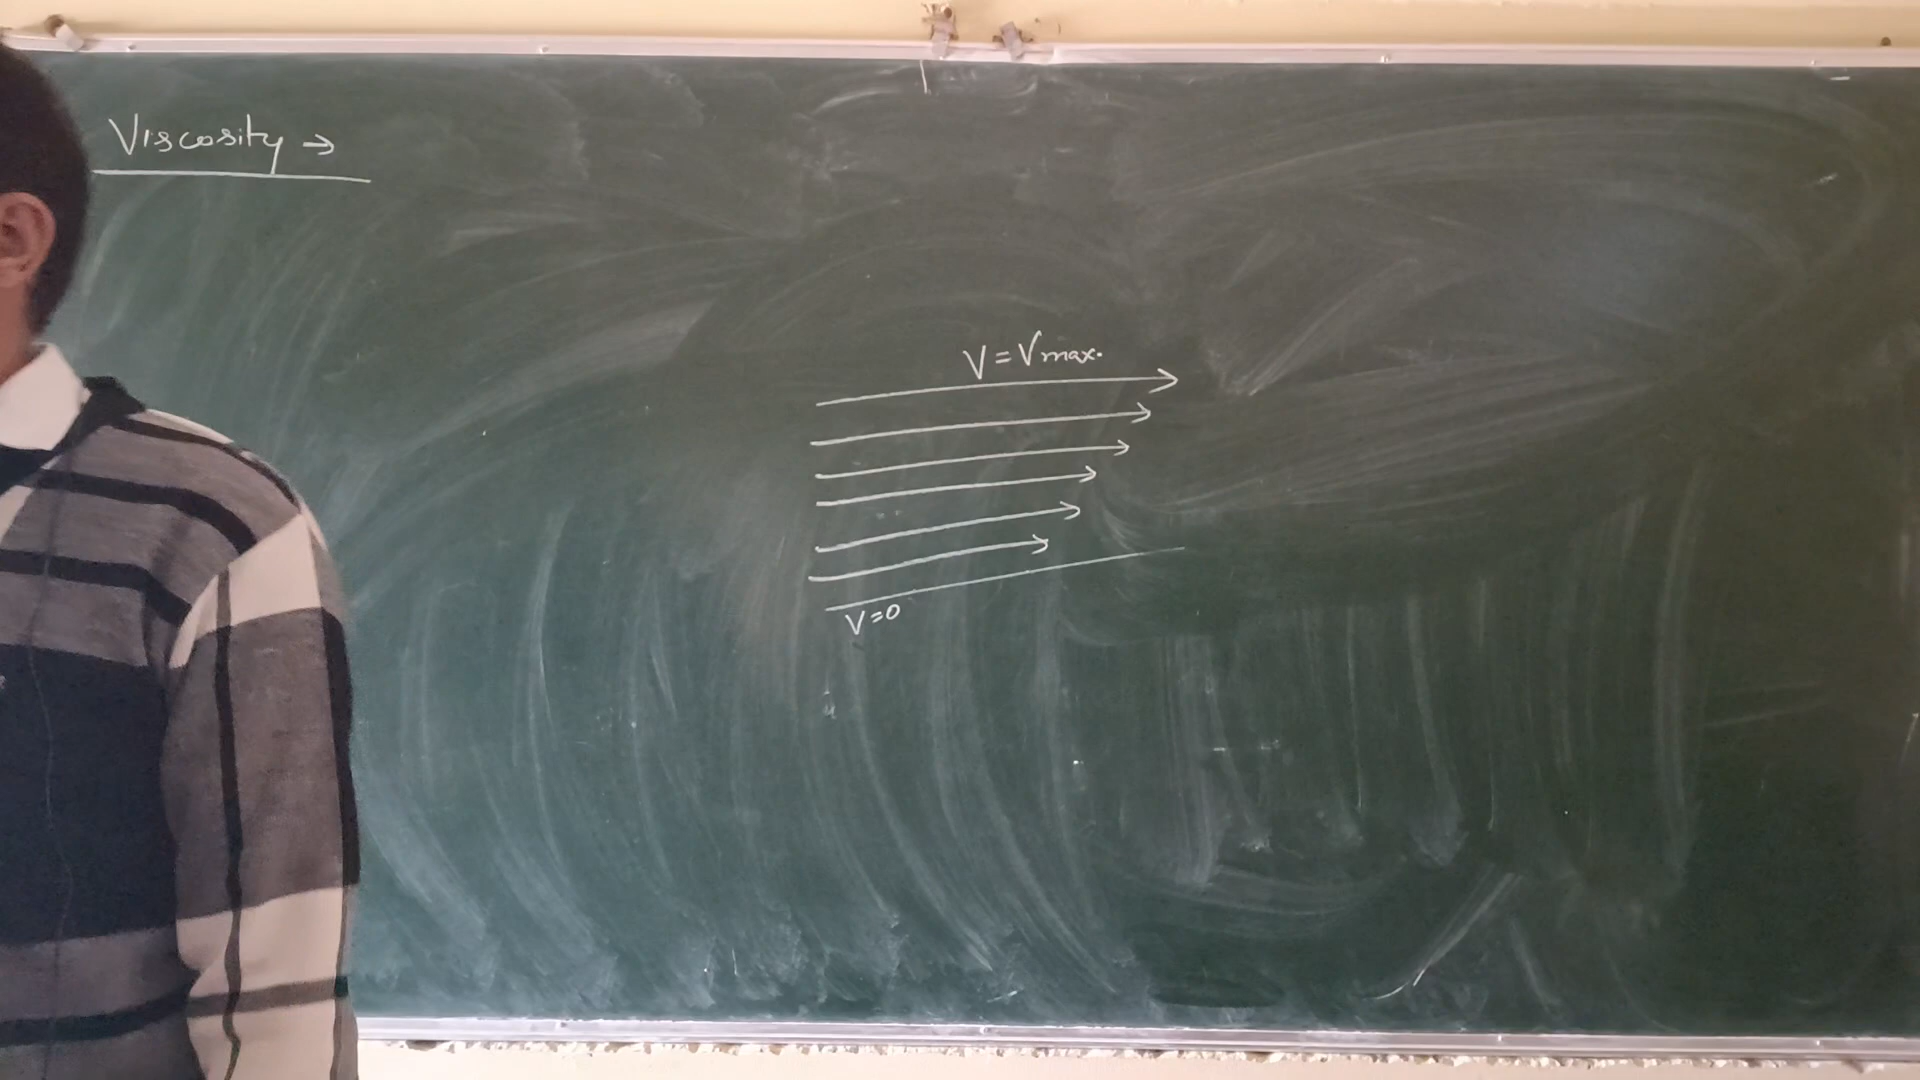 Viscosity →
V = Vmax.
V=0